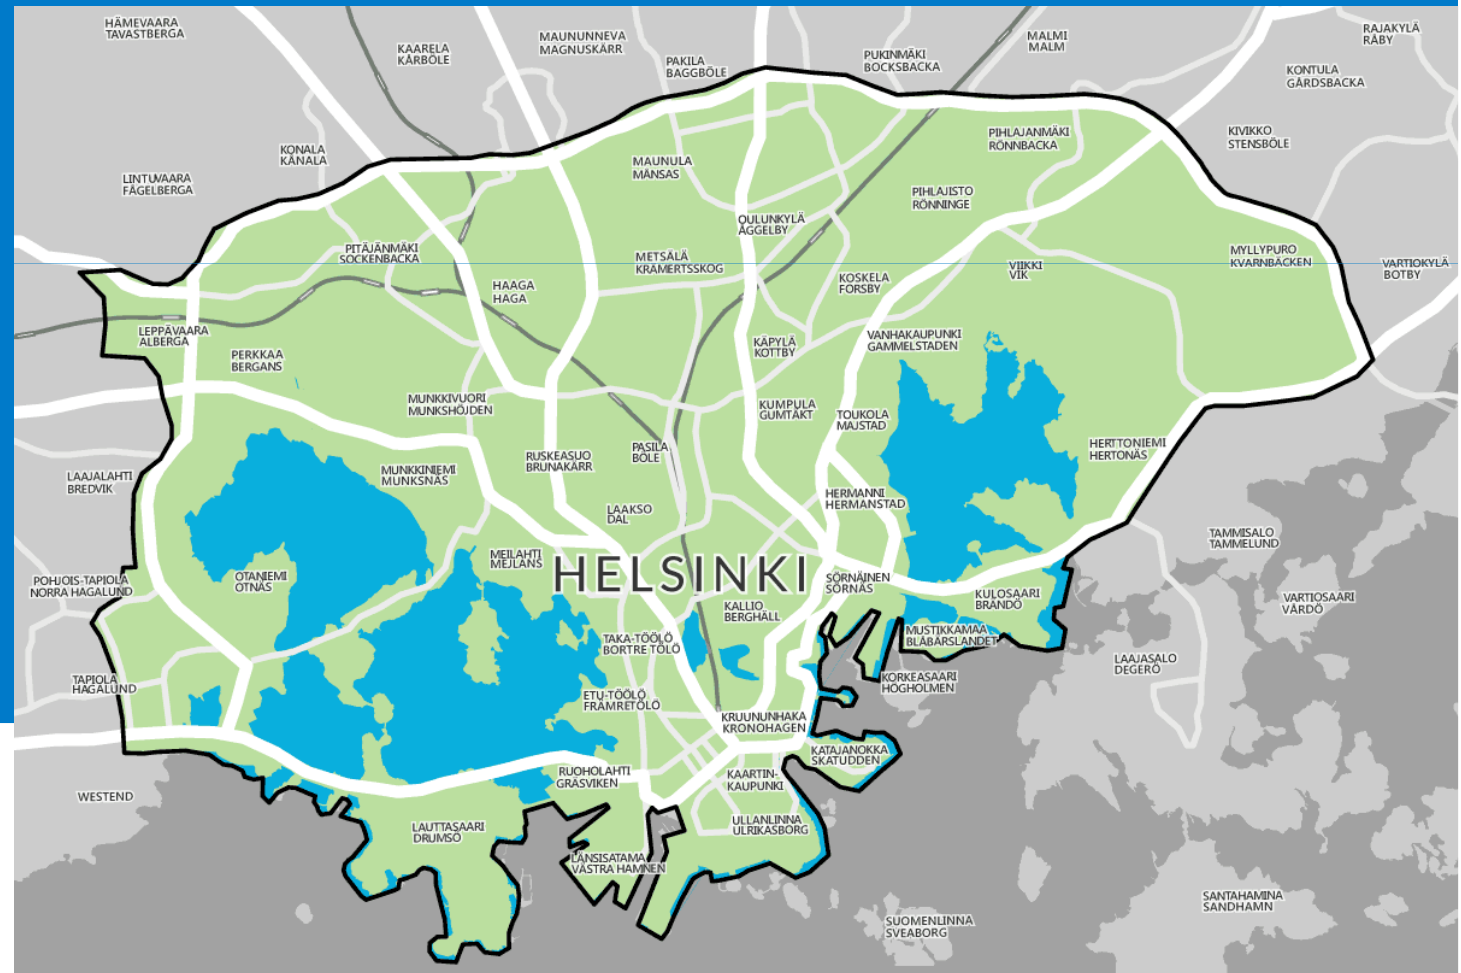 HÄMEVAARA
TAVASTBERGA
KAARELA
KÅRBÖLE
MAUNUNNEVA
MAGNUSKÄRR
PAKILA
BAGGBÖLE
PUKINMÄKI
BOCKSBACKA
MALMI
MALM
RAJAKYLÄ
RÅBY
KONTULA
GÅRDSBACKA
KIVIKKO
STENSBÖLE
KONALA
KÅNALA
LINTUVAARA
FÅGELBERGA
MAUNULA
MÅNSAS
PIHLAJANMÄKI
RÖNNBACKA
PIHLAJISTO
RÖNNINGE
OULUNKYLÄ
ÅGGELBY
PITÄJÄNMÄKI
SOCKENBACKA
METSÄLÄ
KRÄMERTSSKOG
HAAGA
HAGA
KOSKELA
FORSBY
VIIKKI
VIK
MYLLYPURO
KVARNBÄCKEN
VARTIOKYLÄ
BOTBY
LEPPÄVAARA
ALBERGA
PERKKAA
BERGANS
KÄPYLÄ
KOTTBY
VANHAKAUPUNKI
GAMMELSTADEN
MUNKKIVUORI
MUNKSHÖJDEN
KUMPULA
GUMTÄKT
TOUKOLA
MAJSTAD
HERTTONIEMI
HERTONÄS
LAAJALAHTI
BREDVIK
MUNKKINIEMI
MUNKSNÄS
RUSKEASUO
BRUNAKÄRR
PASILA
BÖLE
LAAKSO
DAL
HERMANNI
HERMANSTAD
TAMMISALO
TAMMELUND
MEILAHTI
MEJLANS
HELSINKI
POHJOIS-TAPIOLA
NORRA HAGALUND
OTANIEMI
OTNÄS
SÖRNÄINEN
SÖRNÄS
KULOSAARI
BRÄNDÖ
VARTIOSAARI
VÅRDÖ
KALLIO
BERGHÄLL
MUSTIKKAMAA
BLÅBÄRSLANDET
TAKA-TÖÖLÖ
BORTRE TÖLÖ
LAAJASALO
DEGERÖ
TAPIOLA
HAGALUND
KORKEASAARI
HÖGHOLMEN
ETU-TÖÖLÖ
FRÄMRETÖLÖ
KRUUNUNHAKA
KRONOHAGEN
KATAJANOKKA
SKATUDDEN
RUOHOLAHTI
GRÄSVIKEN
KAARTIN-
KAUPUNKI
WESTEND
LAUTTASAARI
DRUMSÖ
ULLANLINNA
ULRIKASBORG
LÄNSISATAMA
VÄSTRA HAMNEN
SANTAHAMINA
SANDHAMN
SUOMENLINNA
SVEABORG